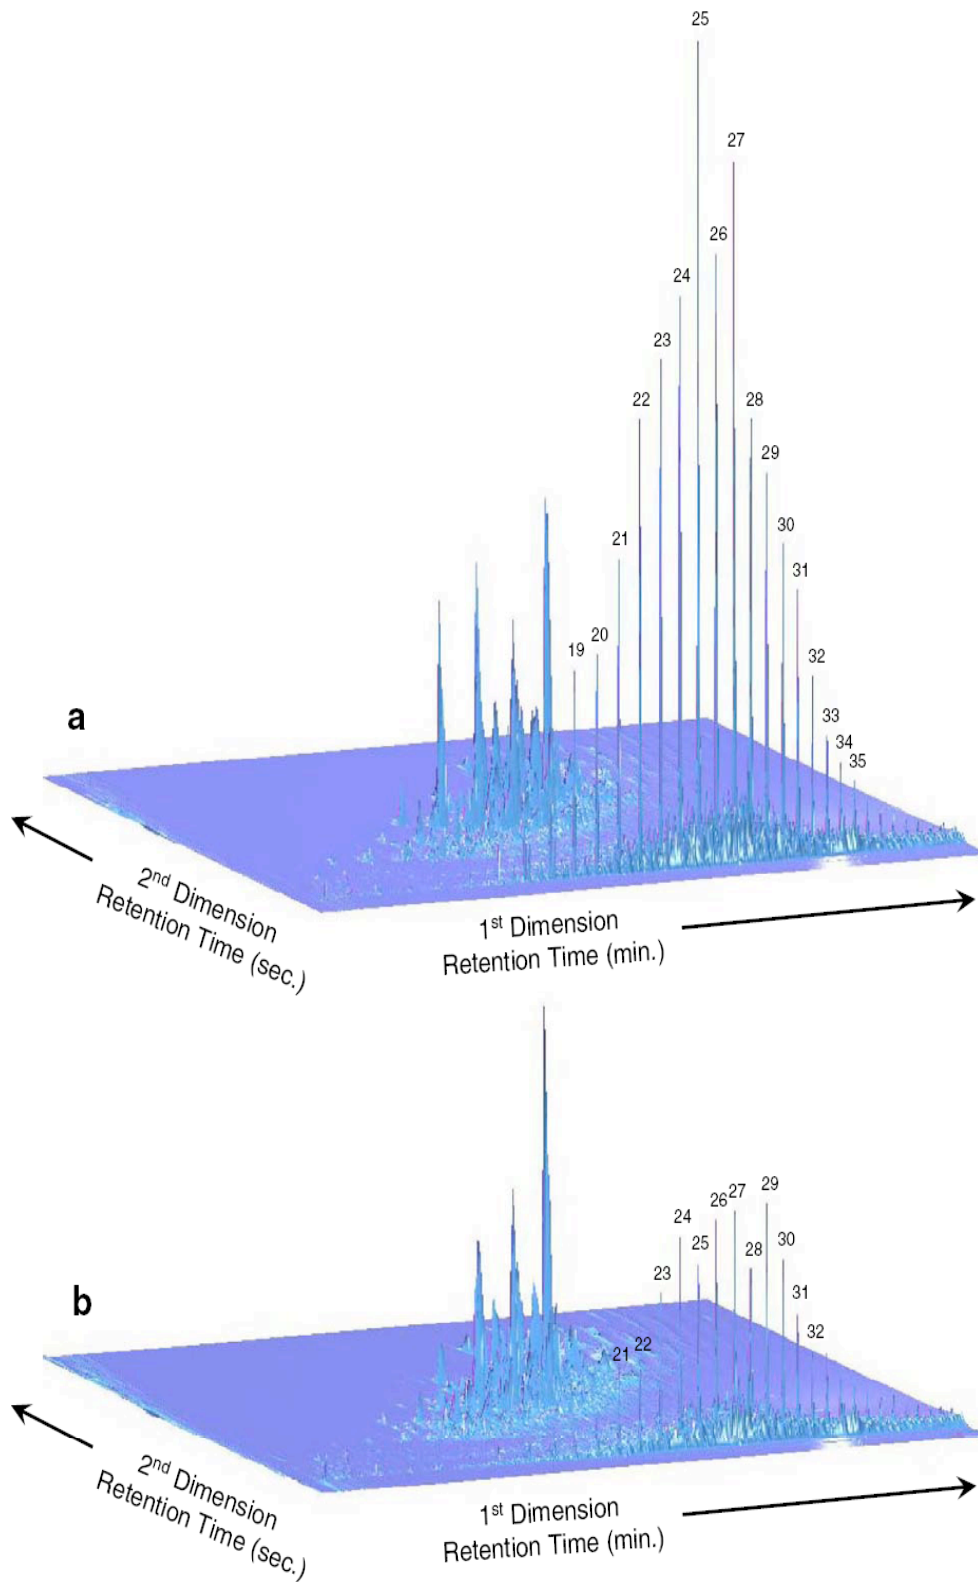 25
27
26
24
23
22
28
29
21
30
31
20
19
32
33
34
35
a
2nd Dimension
Retention Time (sec.)
1st Dimension
Retention Time (min.)
29
27
26
24
25
28
30
23
31
32
22
21
b
2nd Dimension
Retention Time (sec.)
1st Dimension
Retention Time (min.)